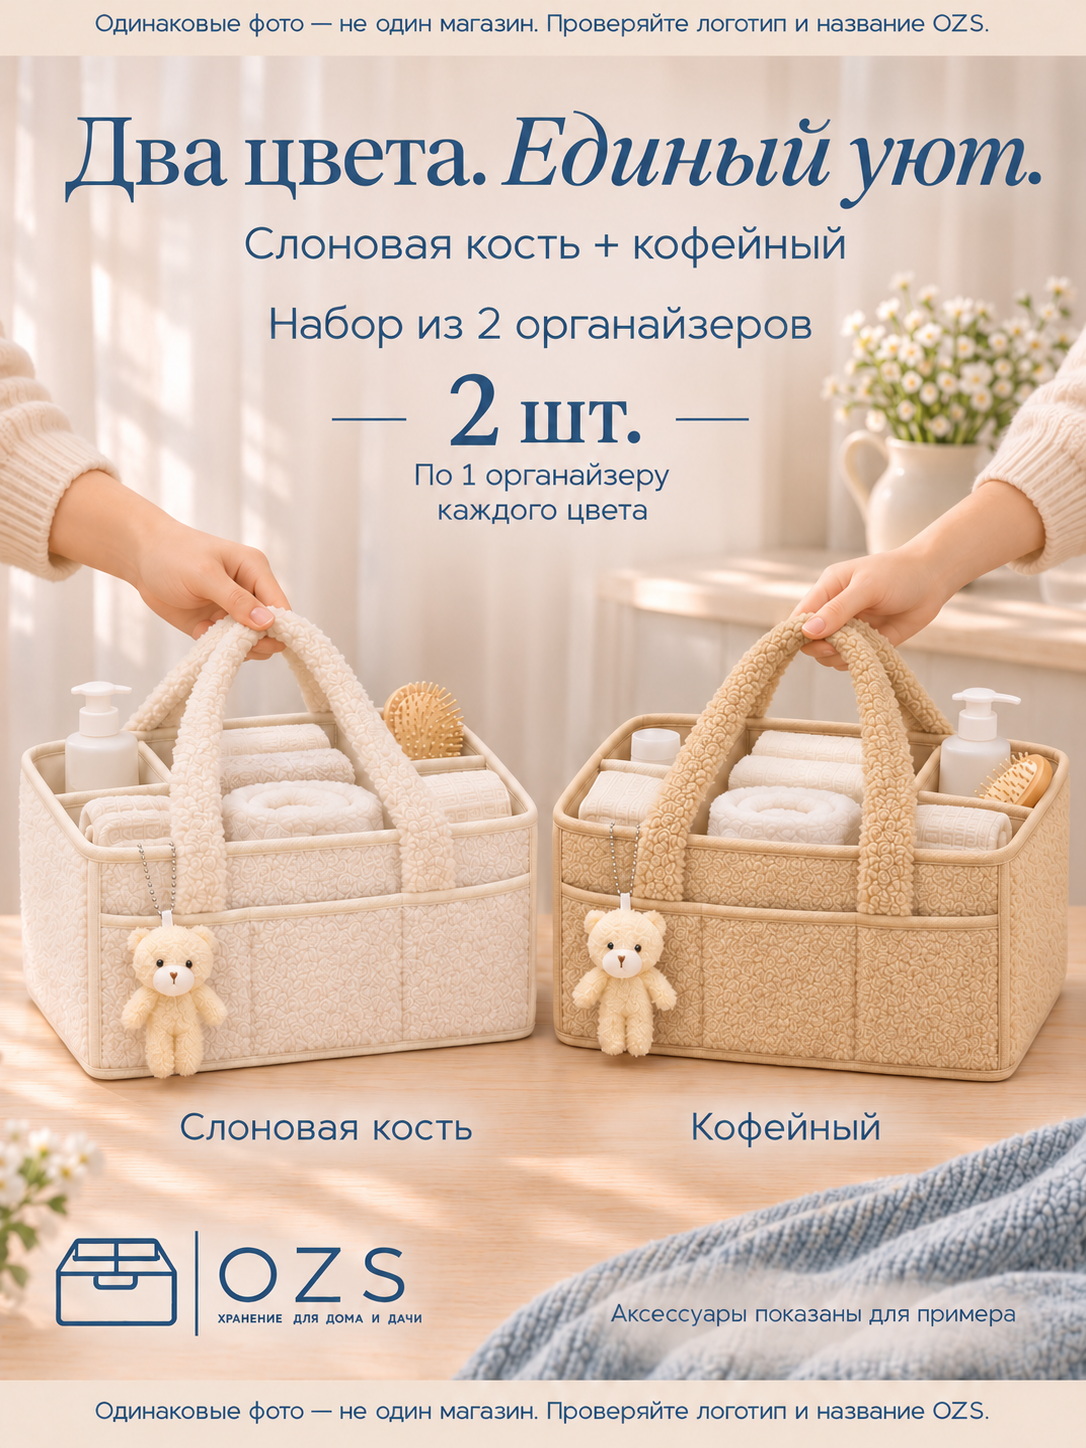 Одинаковые фото — не один магазин. Проверяйте логотип и название OZS.
Два цвета. Единый уют.
Слоновая кость + кофейный
Набор из 2 органайзеров
2 шт.
По 1 органайзеру
каждого цвета
Слоновая кость
Кофейный
OZS
ХРАНЕНИЕ ДЛЯ ДОМА И ДАЧИ
Аксессуары показаны для примера
Одинаковые фото — не один магазин. Проверяйте логотип и название OZS.